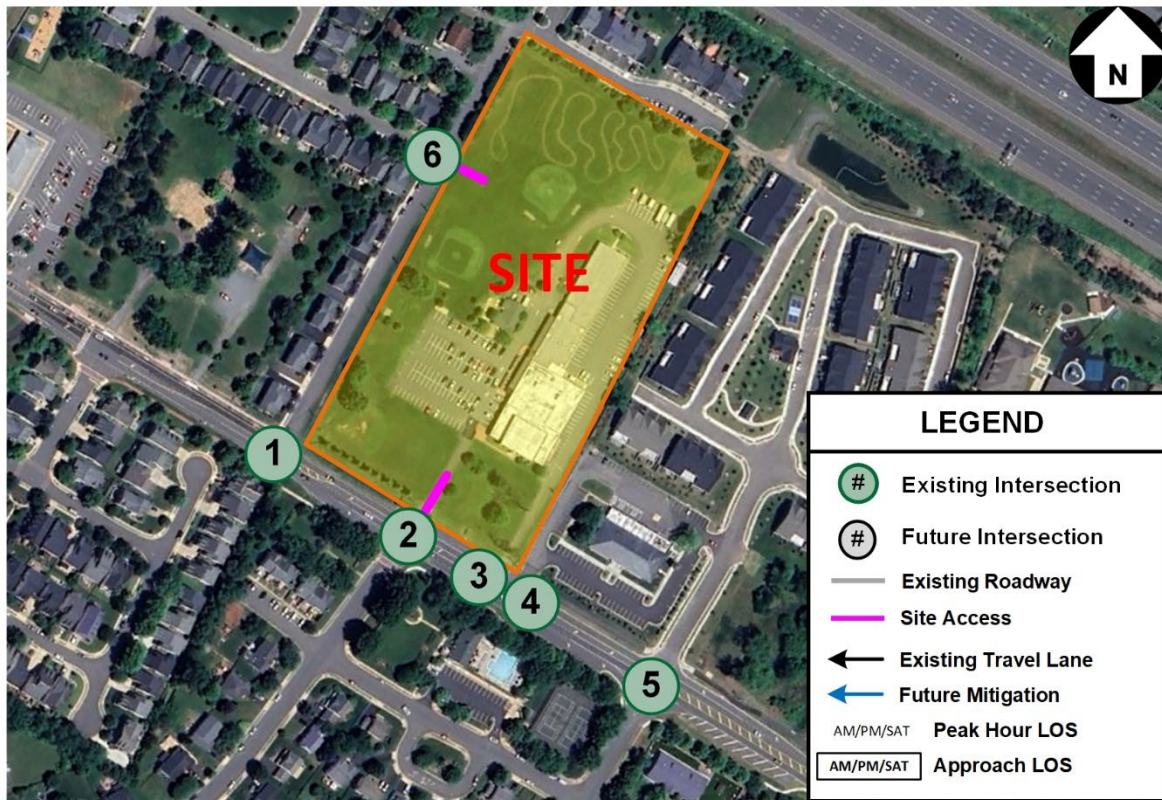 N
6
SITE
1
2
3
4
5
LEGEND
# Existing Intersection
# Future Intersection
Existing Roadway
Site Access
Existing Travel Lane
Future Mitigation
AM/PM/SAT Peak Hour LOS
AM/PM/SAT Approach LOS